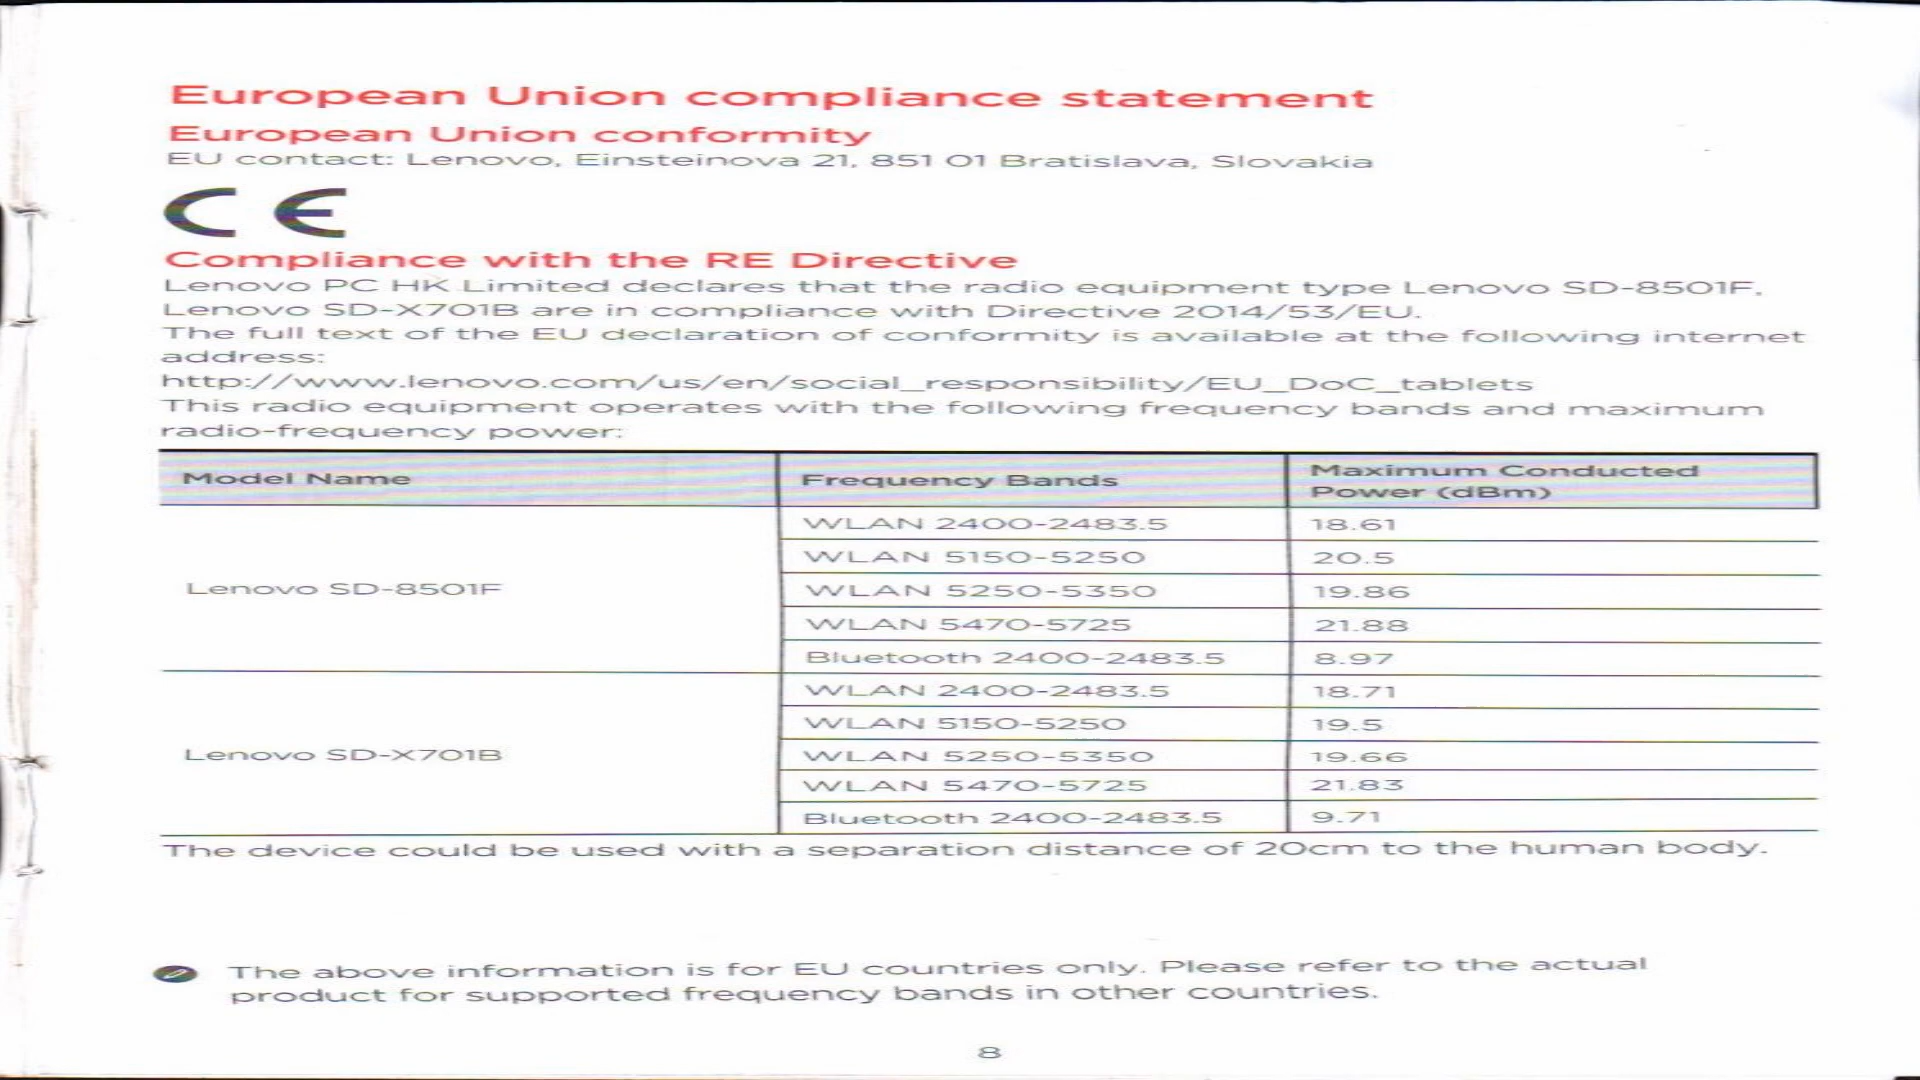 European Union compliance statement
European Union conformity
EU contact: Lenovo, Einsteinova 21, 851 01 Bratislava, Slovakia
CE
Compliance with the RE Directive
Lenovo PC HK Limited declares that the radio equipment type Lenovo SD-8501F,
Lenovo SD-X701B are in compliance with Directive 2014/53/EU.
The full text of the EU declaration of conformity is available at the following internet
address:
http://www.lenovo.com/us/en/social_responsibility/EU_DoC_tablets
This radio equipment operates with the following frequency bands and maximum
radio-frequency power:
Model Name Frequency Bands Maximum Conducted
Power (dBm)
WLAN 2400-2483.5 18.61
WLAN 5150-5250 20.5
Lenovo SD-8501F WLAN 5250-5350 19.86
WLAN 5470-5725 21.88
Bluetooth 2400-2483.5 8.97
WLAN 2400-2483.5 18.71
WLAN 5150-5250 19.5
Lenovo SD-X701B WLAN 5250-5350 19.66
WLAN 5470-5725 21.83
Bluetooth 2400-2483.5 9.71
The device could be used with a separation distance of 20cm to the human body.
The above information is for EU countries only. Please refer to the actual
product for supported frequency bands in other countries.
8